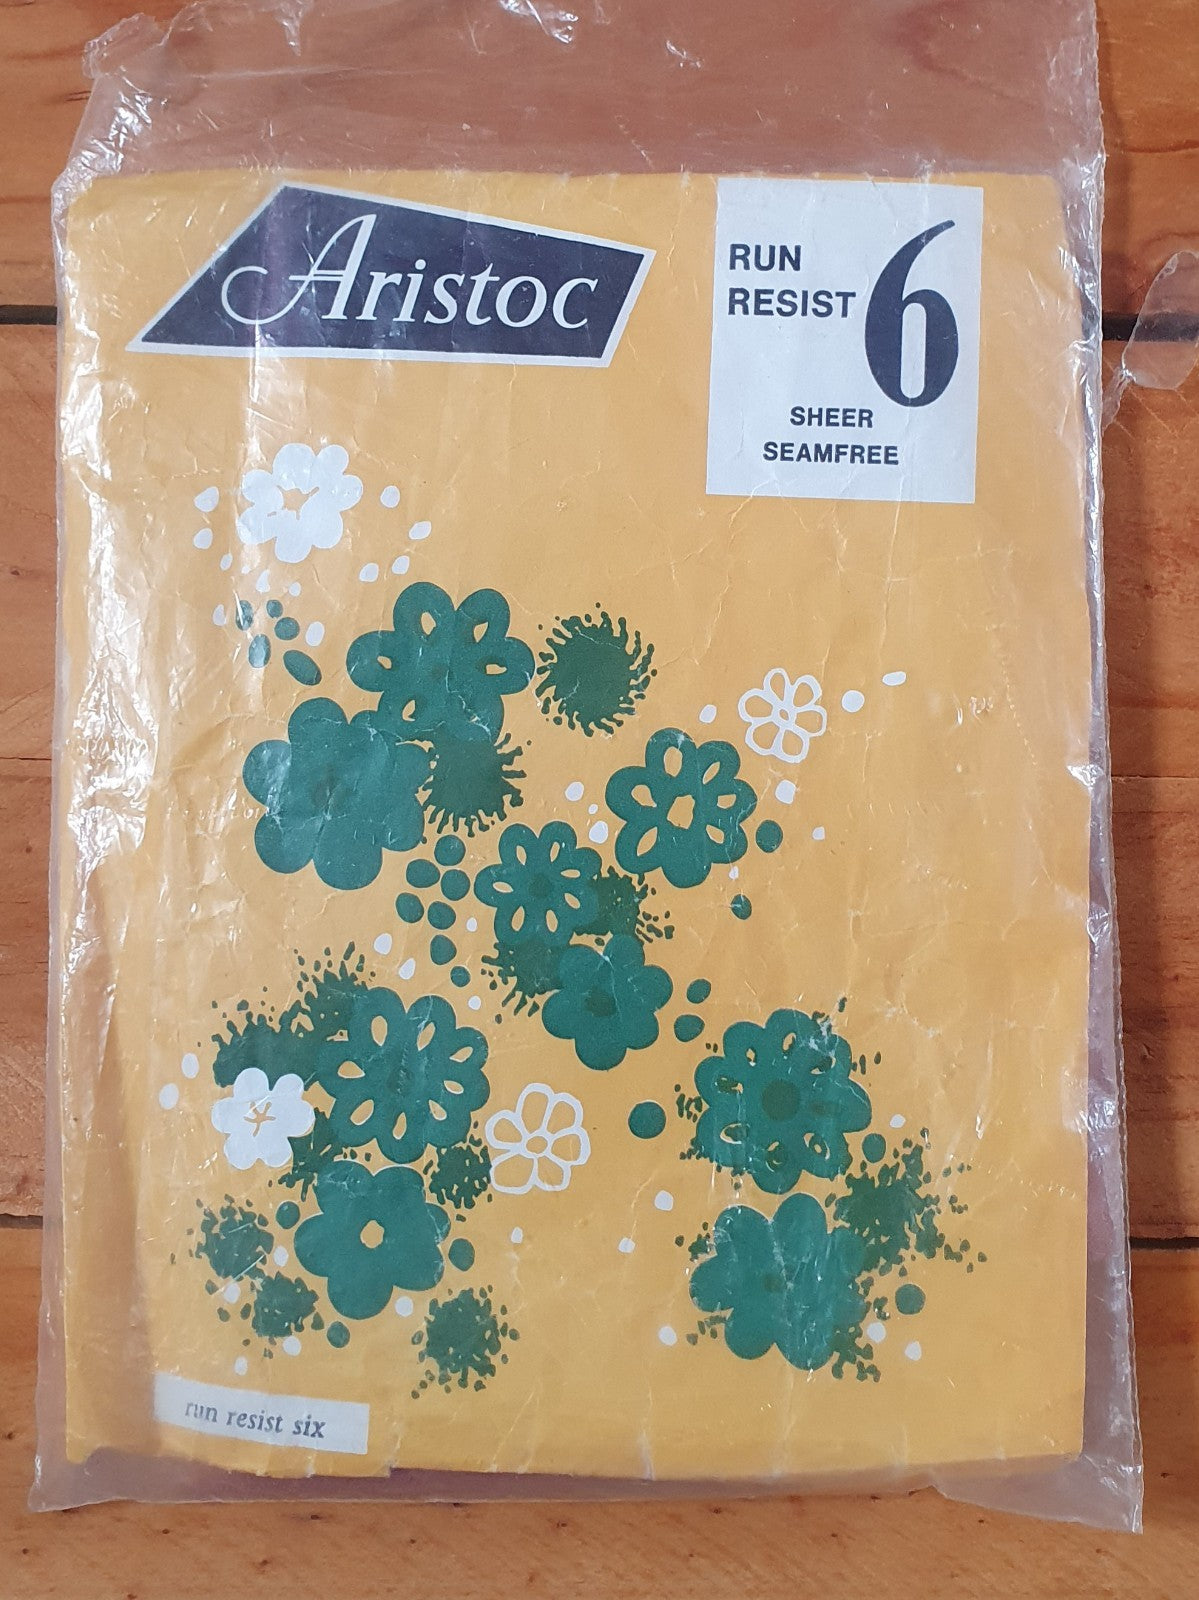 Aristoc
RUN
RESIST 6
SHEER
SEAMFREE
run resist six